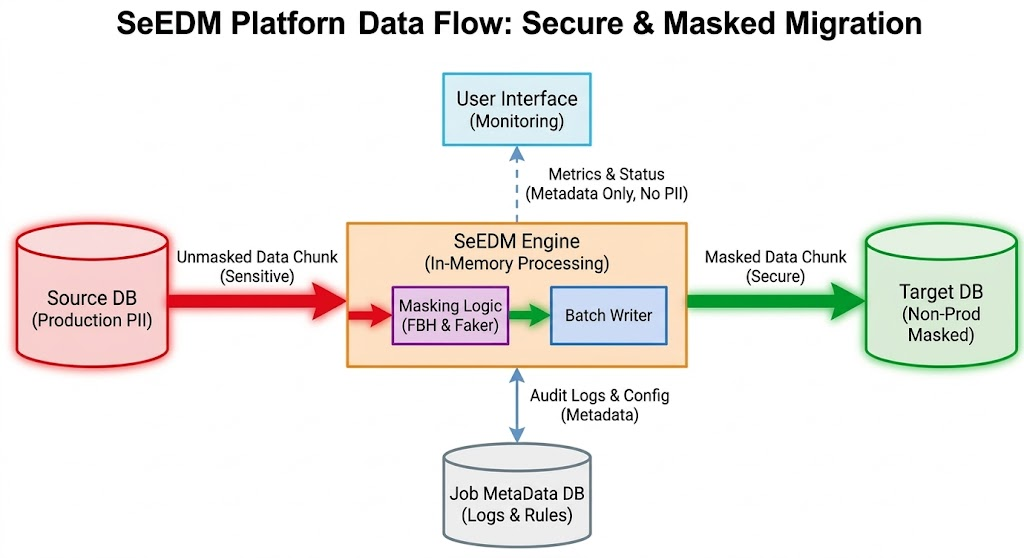 SeEDM Platforn Data Flow: Secure & Masked Migration
User Interface
(Monitoring)
Metrics & Status
(Metadata Only, No PII)
Source DB
(Production PII)
Unmasked Data Chunk
(Sensitive)
SeEDM Engine
(In-Memory Processing)
Masking Logic
(FBH & Faker)
Batch Writer
Masked Data Chunk
(Secure)
Target DB
(Non-Prod
Masked)
Audit Logs & Config
(Metadata)
Job MetaData DB
(Logs & Rules)